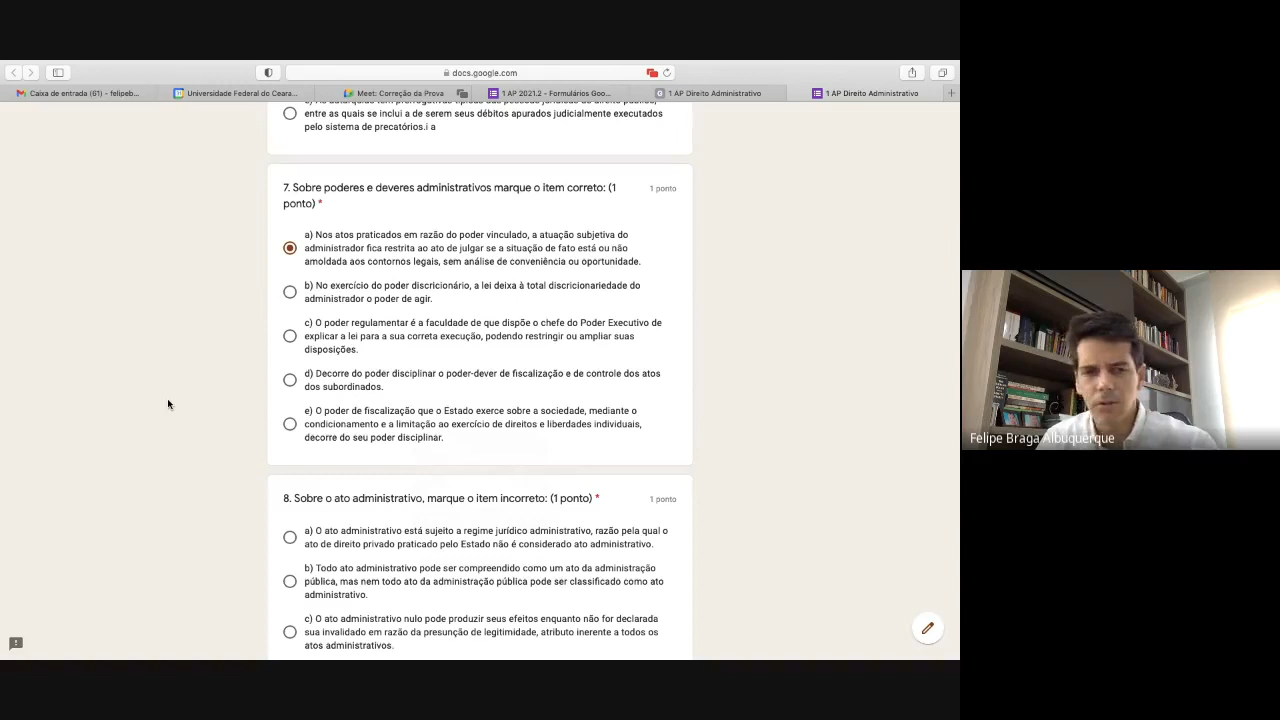 docs.google.com
Caixa de entrada (61) - felipeb...
Universidade Federal do Ceara...
Meet: Correção da Prova
1 AP 2021.2 - Formulários Goo...
1 AP Direito Administrativo
1 AP Direito Administrativo
entre as quais se inclui a de serem seus débitos apurados judicialmente executados
pelo sistema de precatórios.i a
7. Sobre poderes e deveres administrativos marque o item correto: (1
ponto) *
1 ponto
a) Nos atos praticados em razão do poder vinculado, a atuação subjetiva do
administrador fica restrita ao ato de julgar se a situação de fato está ou não
amoldada aos contornos legais, sem análise de conveniência ou oportunidade.
b) No exercício do poder discricionário, a lei deixa à total discricionariedade do
administrador o poder de agir.
c) O poder regulamentar é a faculdade de que dispõe o chefe do Poder Executivo de
explicar a lei para a sua correta execução, podendo restringir ou ampliar suas
disposições.
d) Decorre do poder disciplinar o poder-dever de fiscalização e de controle dos atos
dos subordinados.
e) O poder de fiscalização que o Estado exerce sobre a sociedade, mediante o
condicionamento e a limitação ao exercício de direitos e liberdades individuais,
decorre do seu poder disciplinar.
8. Sobre o ato administrativo, marque o item incorreto: (1 ponto) *
1 ponto
a) O ato administrativo está sujeito a regime jurídico administrativo, razão pela qual o
ato de direito privado praticado pelo Estado não é considerado ato administrativo.
b) Todo ato administrativo pode ser compreendido como um ato da administração
pública, mas nem todo ato da administração pública pode ser classificado como ato
administrativo.
c) O ato administrativo nulo pode produzir seus efeitos enquanto não for declarada
sua invalidado em razão da presunção de legitimidade, atributo inerente a todos os
atos administrativos.
Felipe Braga Albuquerque